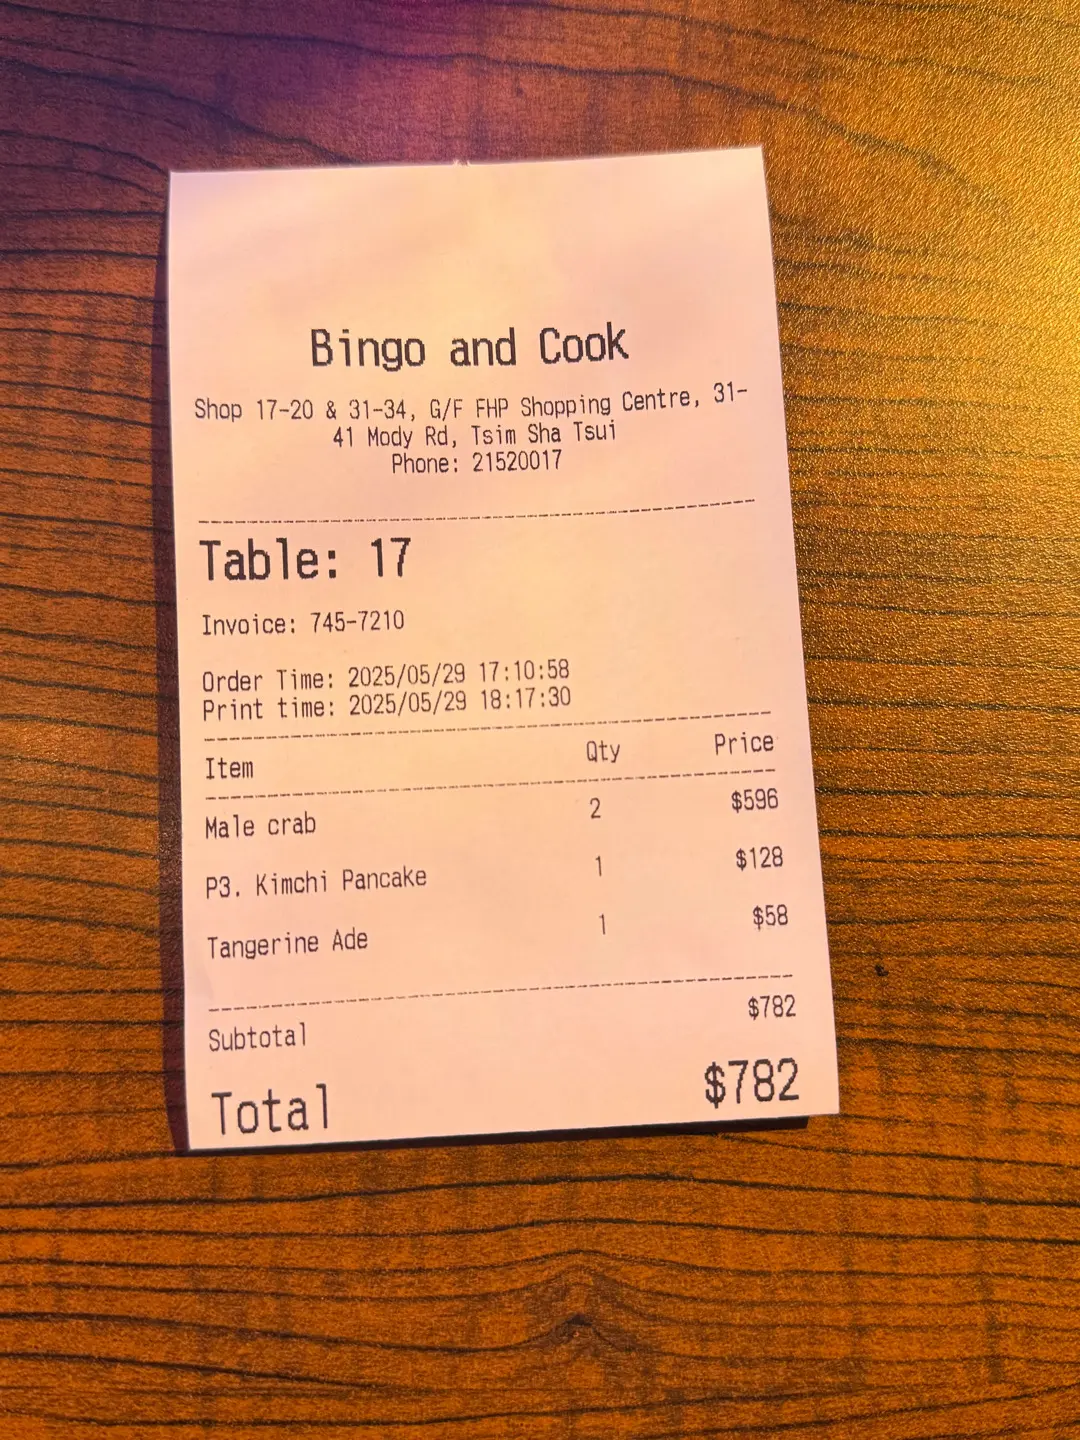 Bingo and Cook
Shop 17-20 & 31-34, G/F FHP Shopping Centre, 31-
41 Mody Rd, Tsim Sha Tsui
Phone: 21520017
Table: 17
Invoice: 745-7210
Order Time: 2025/05/29 17:10:58
Print time: 2025/05/29 18:17:30
Item Qty Price
Male crab 2 $596
P3. Kimchi Pancake 1 $128
Tangerine Ade 1 $58
Subtotal $782
Total $782